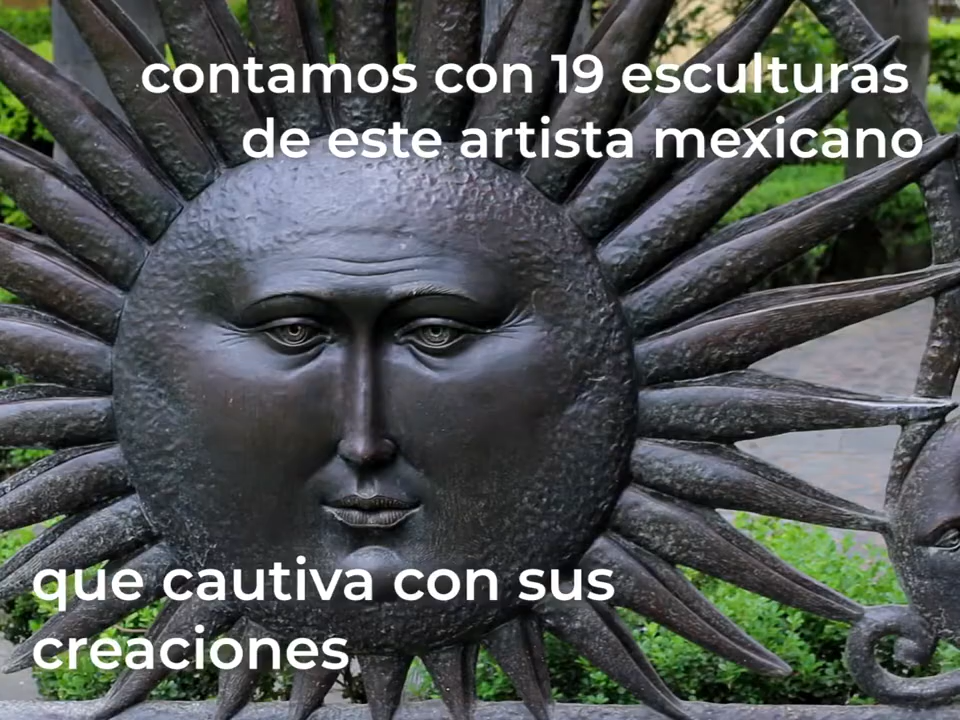 contamos con 19 esculturas
de este artista mexicano
que cautiva con sus
creaciones